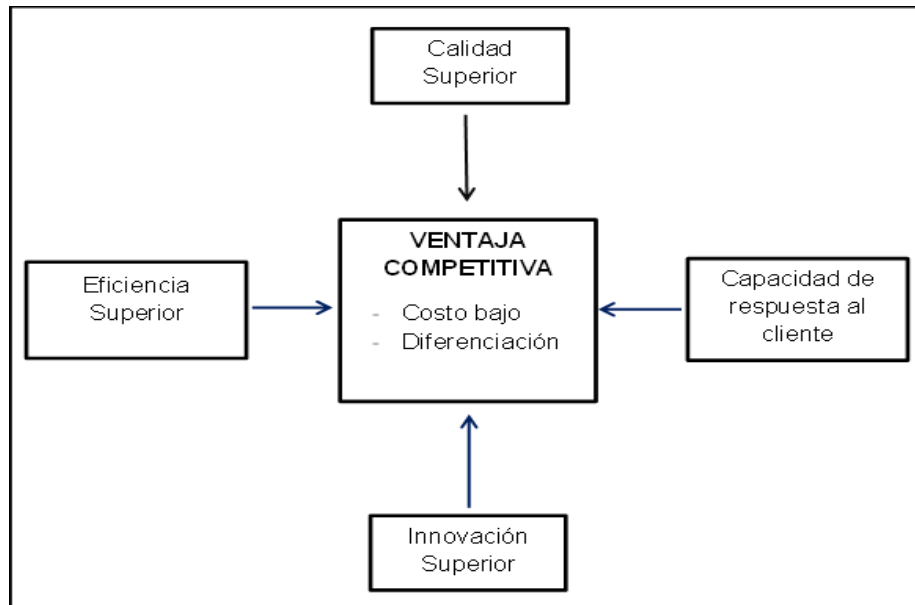 Calidad
Superior
VENTAJA
COMPETITIVA
- Costo bajo
- Diferenciación
Eficiencia
Superior
Capacidad de
respuesta al
cliente
Innovación
Superior